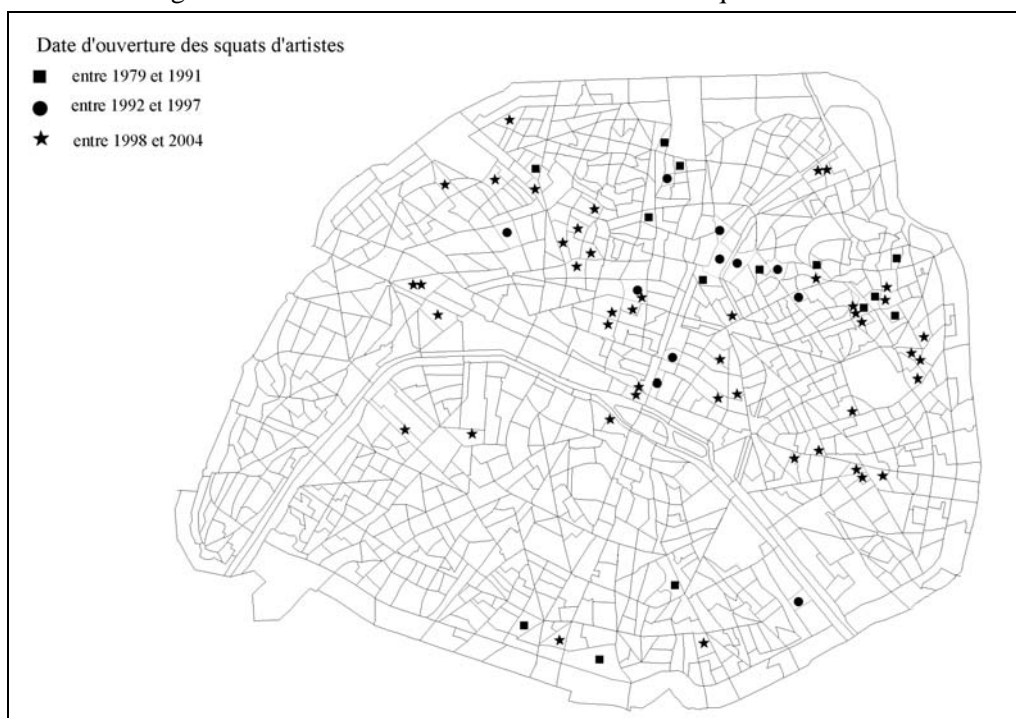 Date d'ouverture des squats d'artistes
entre 1979 et 1991
entre 1992 et 1997
entre 1998 et 2004